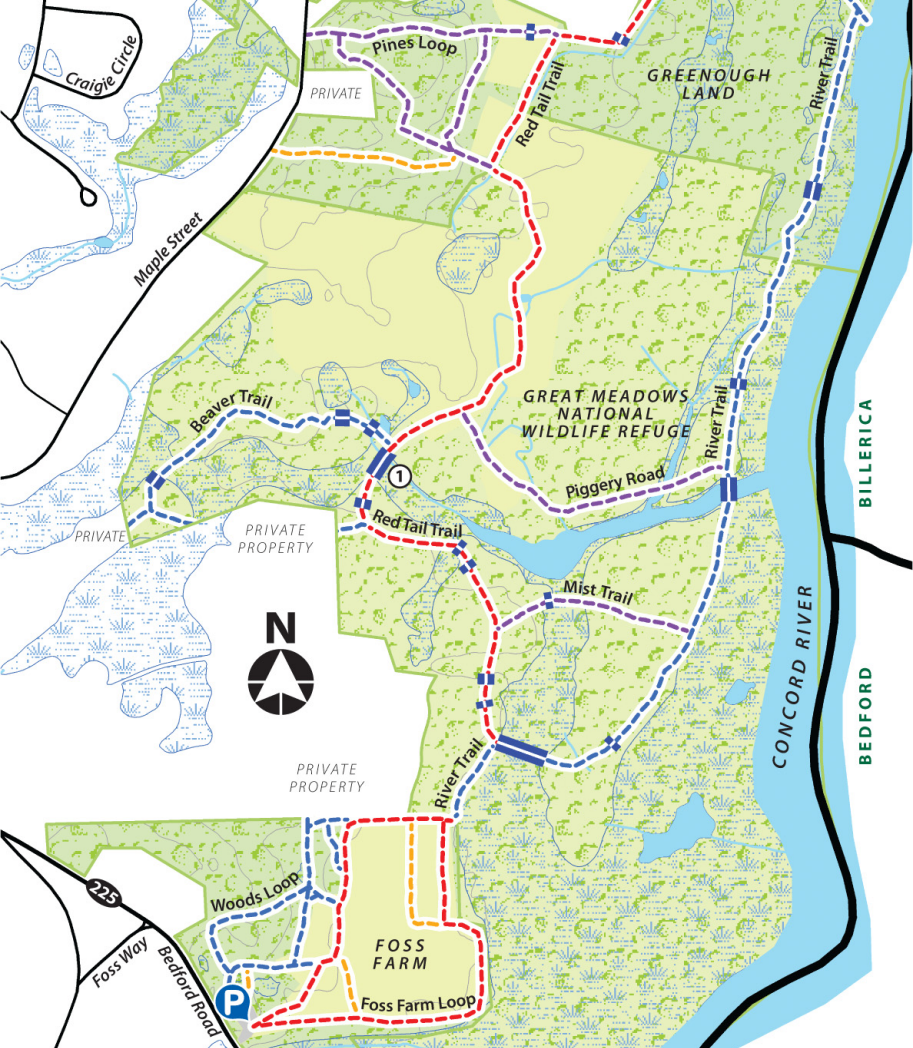 Pines Loop
Craigie Circle
PRIVATE
Red Tail Trail
GREENOUGH
LAND
River Trail
Maple Street
Beaver Trail
GREAT MEADOWS
NATIONAL
WILDLIFE REFUGE
River Trail
BILLERICA
1
Piggery Road
PRIVATE
PRIVATE
PROPERTY
Red Tail Trail
Mist Trail
N
CONCORD RIVER
BEDFORD
River Trail
PRIVATE
PROPERTY
225
Woods Loop
Foss Way
Bedford Road
FOSS
FARM
P
Foss Farm Loop